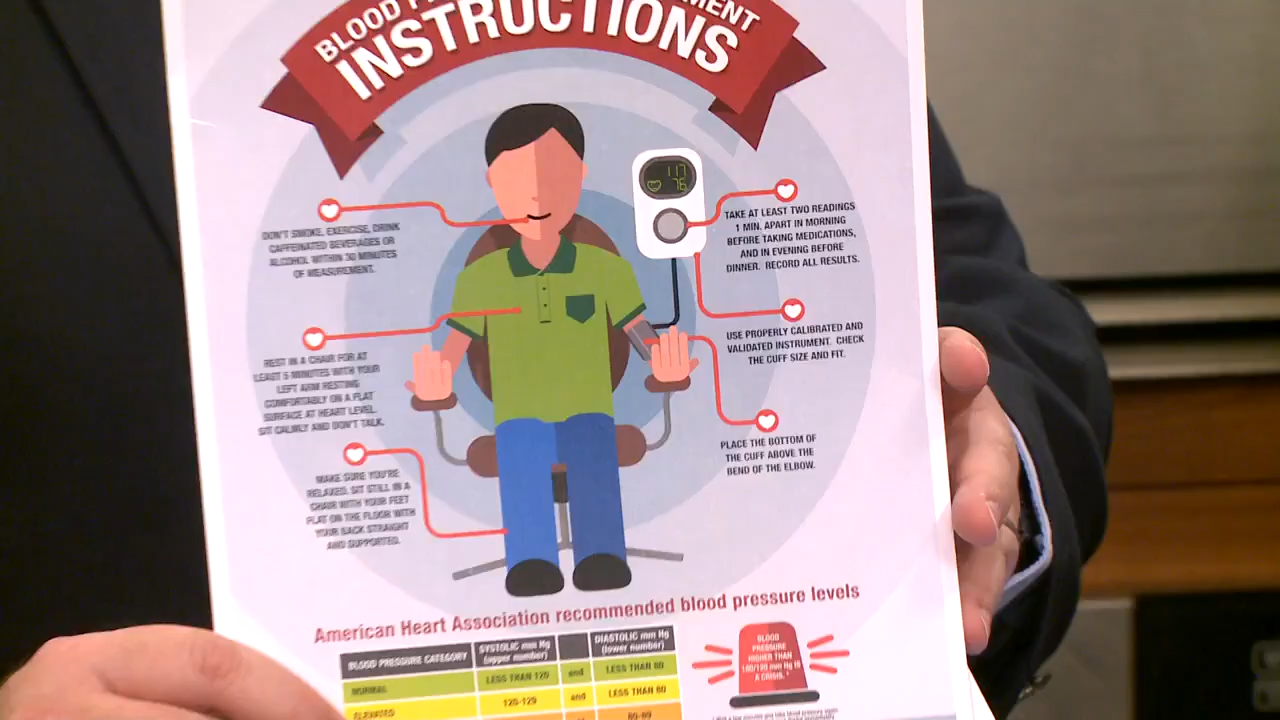 BLOOD PR
MENT
INSTRUCTIONS
117
76
DON'T SMOKE, EXERCISE, DRINK
CAFFEINATED BEVERAGES OR
ALCOHOL WITHIN 30 MINUTES
OF MEASUREMENT.
TAKE AT LEAST TWO READINGS
1 MIN. APART IN MORNING
BEFORE TAKING MEDICATIONS,
AND IN EVENING BEFORE
DINNER. RECORD ALL RESULTS.
REST IN A CHAIR FOR AT
LEAST 5 MINUTES WITH YOUR
LEFT ARM RESTING
COMFORTABLY ON A FLAT
SURFACE AT HEART LEVEL.
SIT CALMLY AND DON'T TALK.
USE PROPERLY CALIBRATED AND
VALIDATED INSTRUMENT. CHECK
THE CUFF SIZE AND FIT.
MAKE SURE YOU'RE
RELAXED. SIT STILL IN A
CHAIR WITH YOUR FEET
FLAT ON THE FLOOR WITH
YOUR BACK STRAIGHT
AND SUPPORTED.
PLACE THE BOTTOM OF
THE CUFF ABOVE THE
BEND OF THE ELBOW.
American Heart Association recommended blood pressure levels
BLOOD PRESSURE CATEGORY
SYSTOLIC mm Hg
(upper number)
DIASTOLIC mm Hg
(lower number)
NORMAL
LESS THAN 120
and
LESS THAN 80
ELEVATED
120-129
and
LESS THAN 80
80-89
BLOOD
PRESSURE
HIGHER THAN
180/120 mm Hg IS
A CRISIS.*